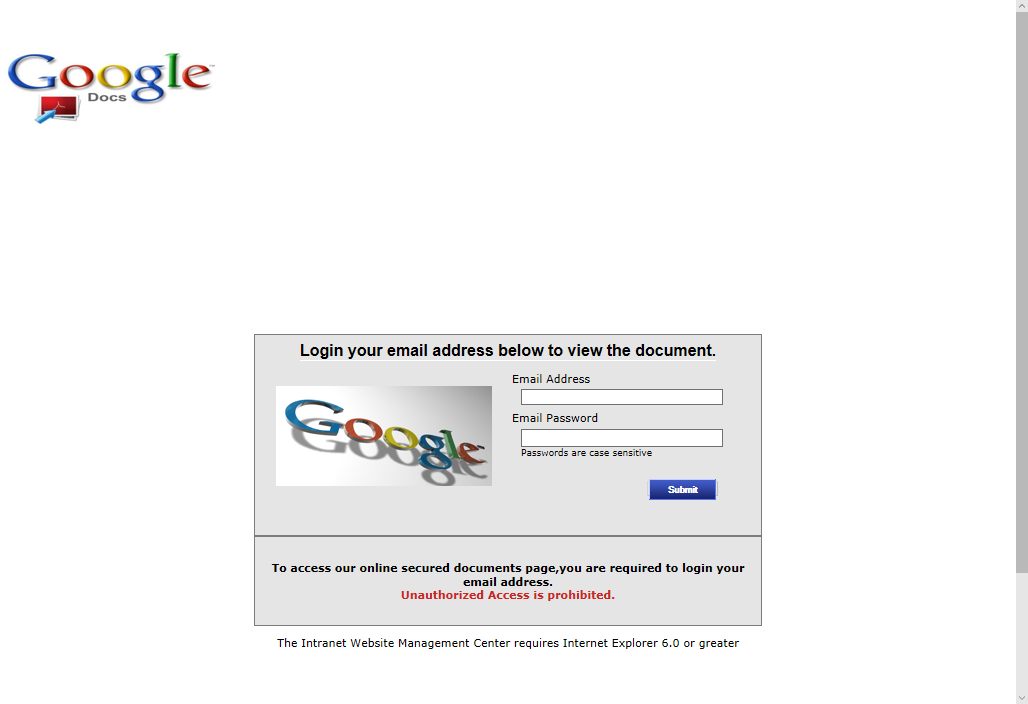 Google™
Docs
Login your email address below to view the document.
Email Address
Google™
Email Password
Passwords are case sensitive
Submit
To access our online secured documents page,you are required to login your
email address.
Unauthorized Access is prohibited.
The Intranet Website Management Center requires Internet Explorer 6.0 or greater